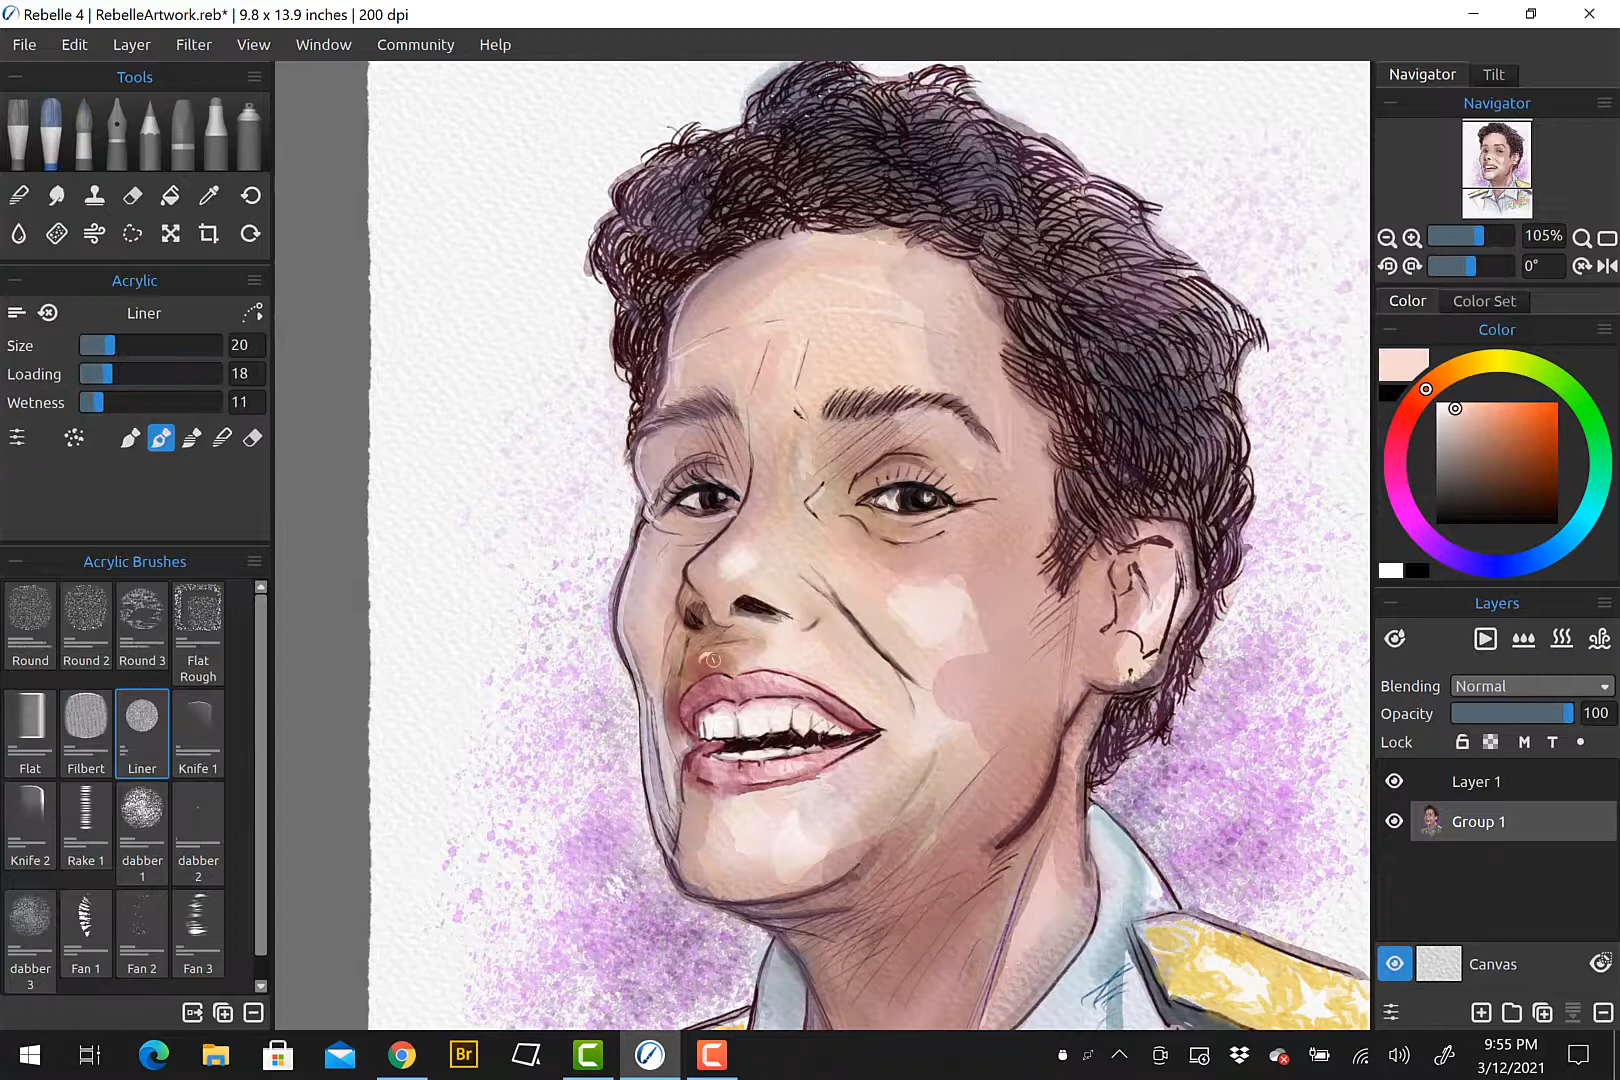 Rebelle 4 | RebelleArtwork.reb* | 9.8 x 13.9 inches | 200 dpi
File Edit Layer Filter View Window Community Help
Tools
Acrylic
Liner
Size 20
Loading 18
Wetness 11
Acrylic Brushes
Round Round 2 Round 3 Flat Rough
Flat Filbert Liner Knife 1
Knife 2 Rake 1 dabber 1 dabber 2
dabber 3 Fan 1 Fan 2 Fan 3
Navigator Tilt
Navigator
105%
0°
Color Color Set
Color
Layers
Blending Normal
Opacity 100
Lock M T
Layer 1
Group 1
Canvas
Br
9:55 PM
3/12/2021